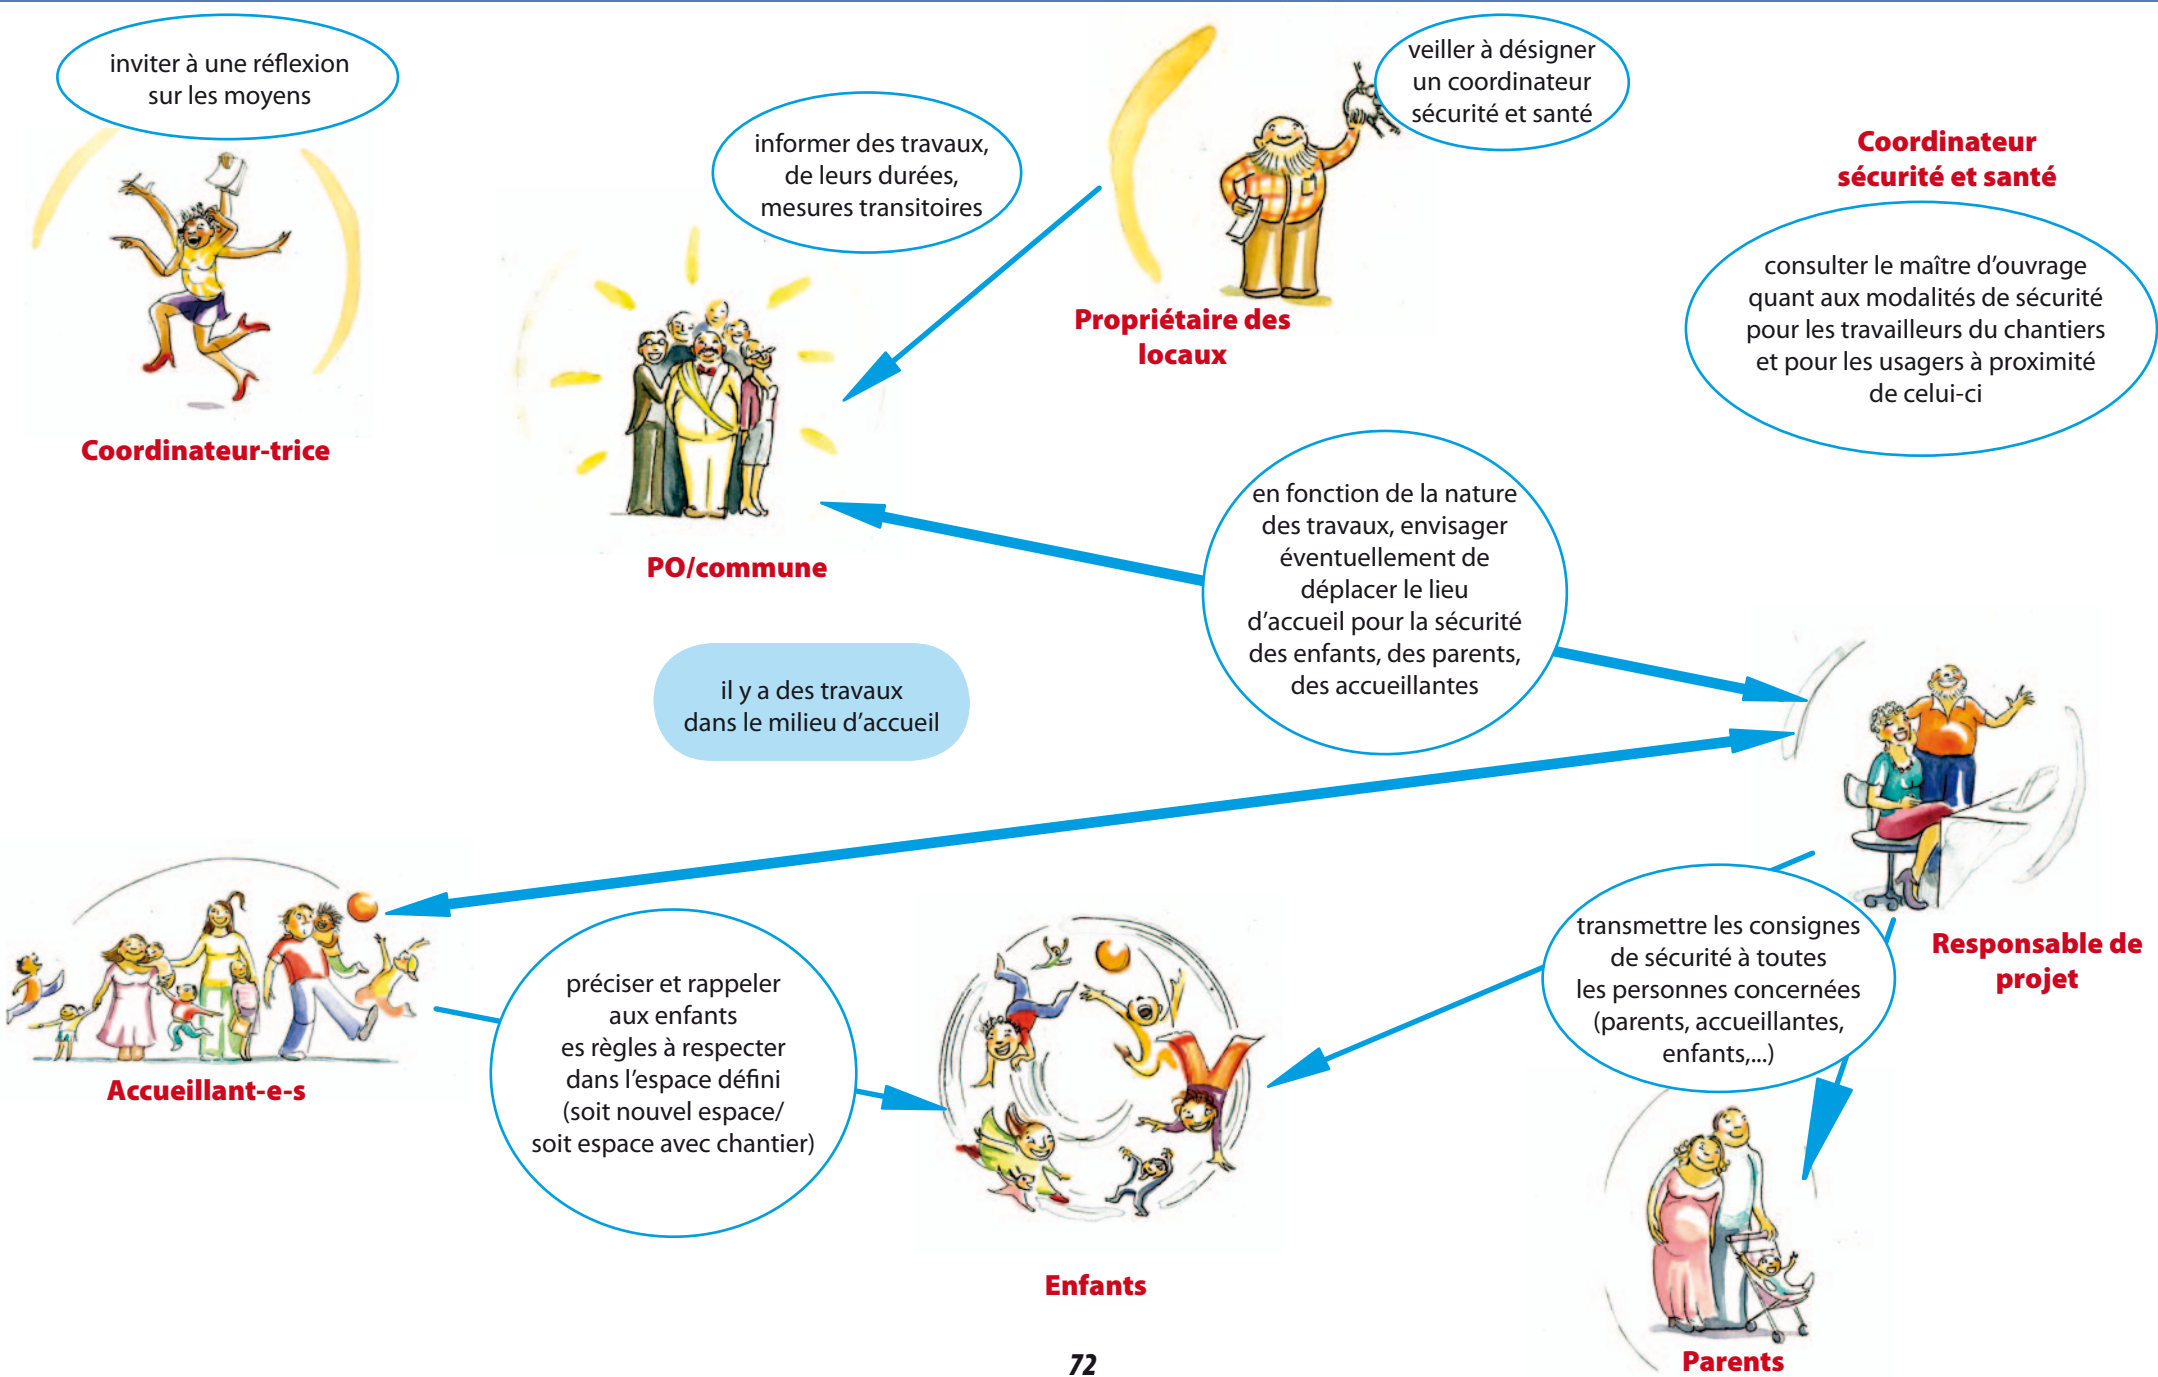 inviter à une réflexion
sur les moyens
Coordinateur-trice
informer des travaux,
de leurs durées,
mesures transitoires
PO/commune
veiller à désigner
un coordinateur
sécurité et santé
Propriétaire des
locaux
Coordinateur
sécurité et santé
consulter le maître d'ouvrage
quant aux modalités de sécurité
pour les travailleurs du chantiers
et pour les usagers à proximité
de celui-ci
en fonction de la nature
des travaux, envisager
éventuellement de
déplacer le lieu
d'accueil pour la sécurité
des enfants, des parents,
des accueillantes
il y a des travaux
dans le milieu d'accueil
Responsable de
projet
transmettre les consignes
de sécurité à toutes
les personnes concernées
(parents, accueillantes,
enfants,...)
Accueillant-e-s
préciser et rappeler
aux enfants
es règles à respecter
dans l'espace défini
(soit nouvel espace/
soit espace avec chantier)
Enfants
Parents
72